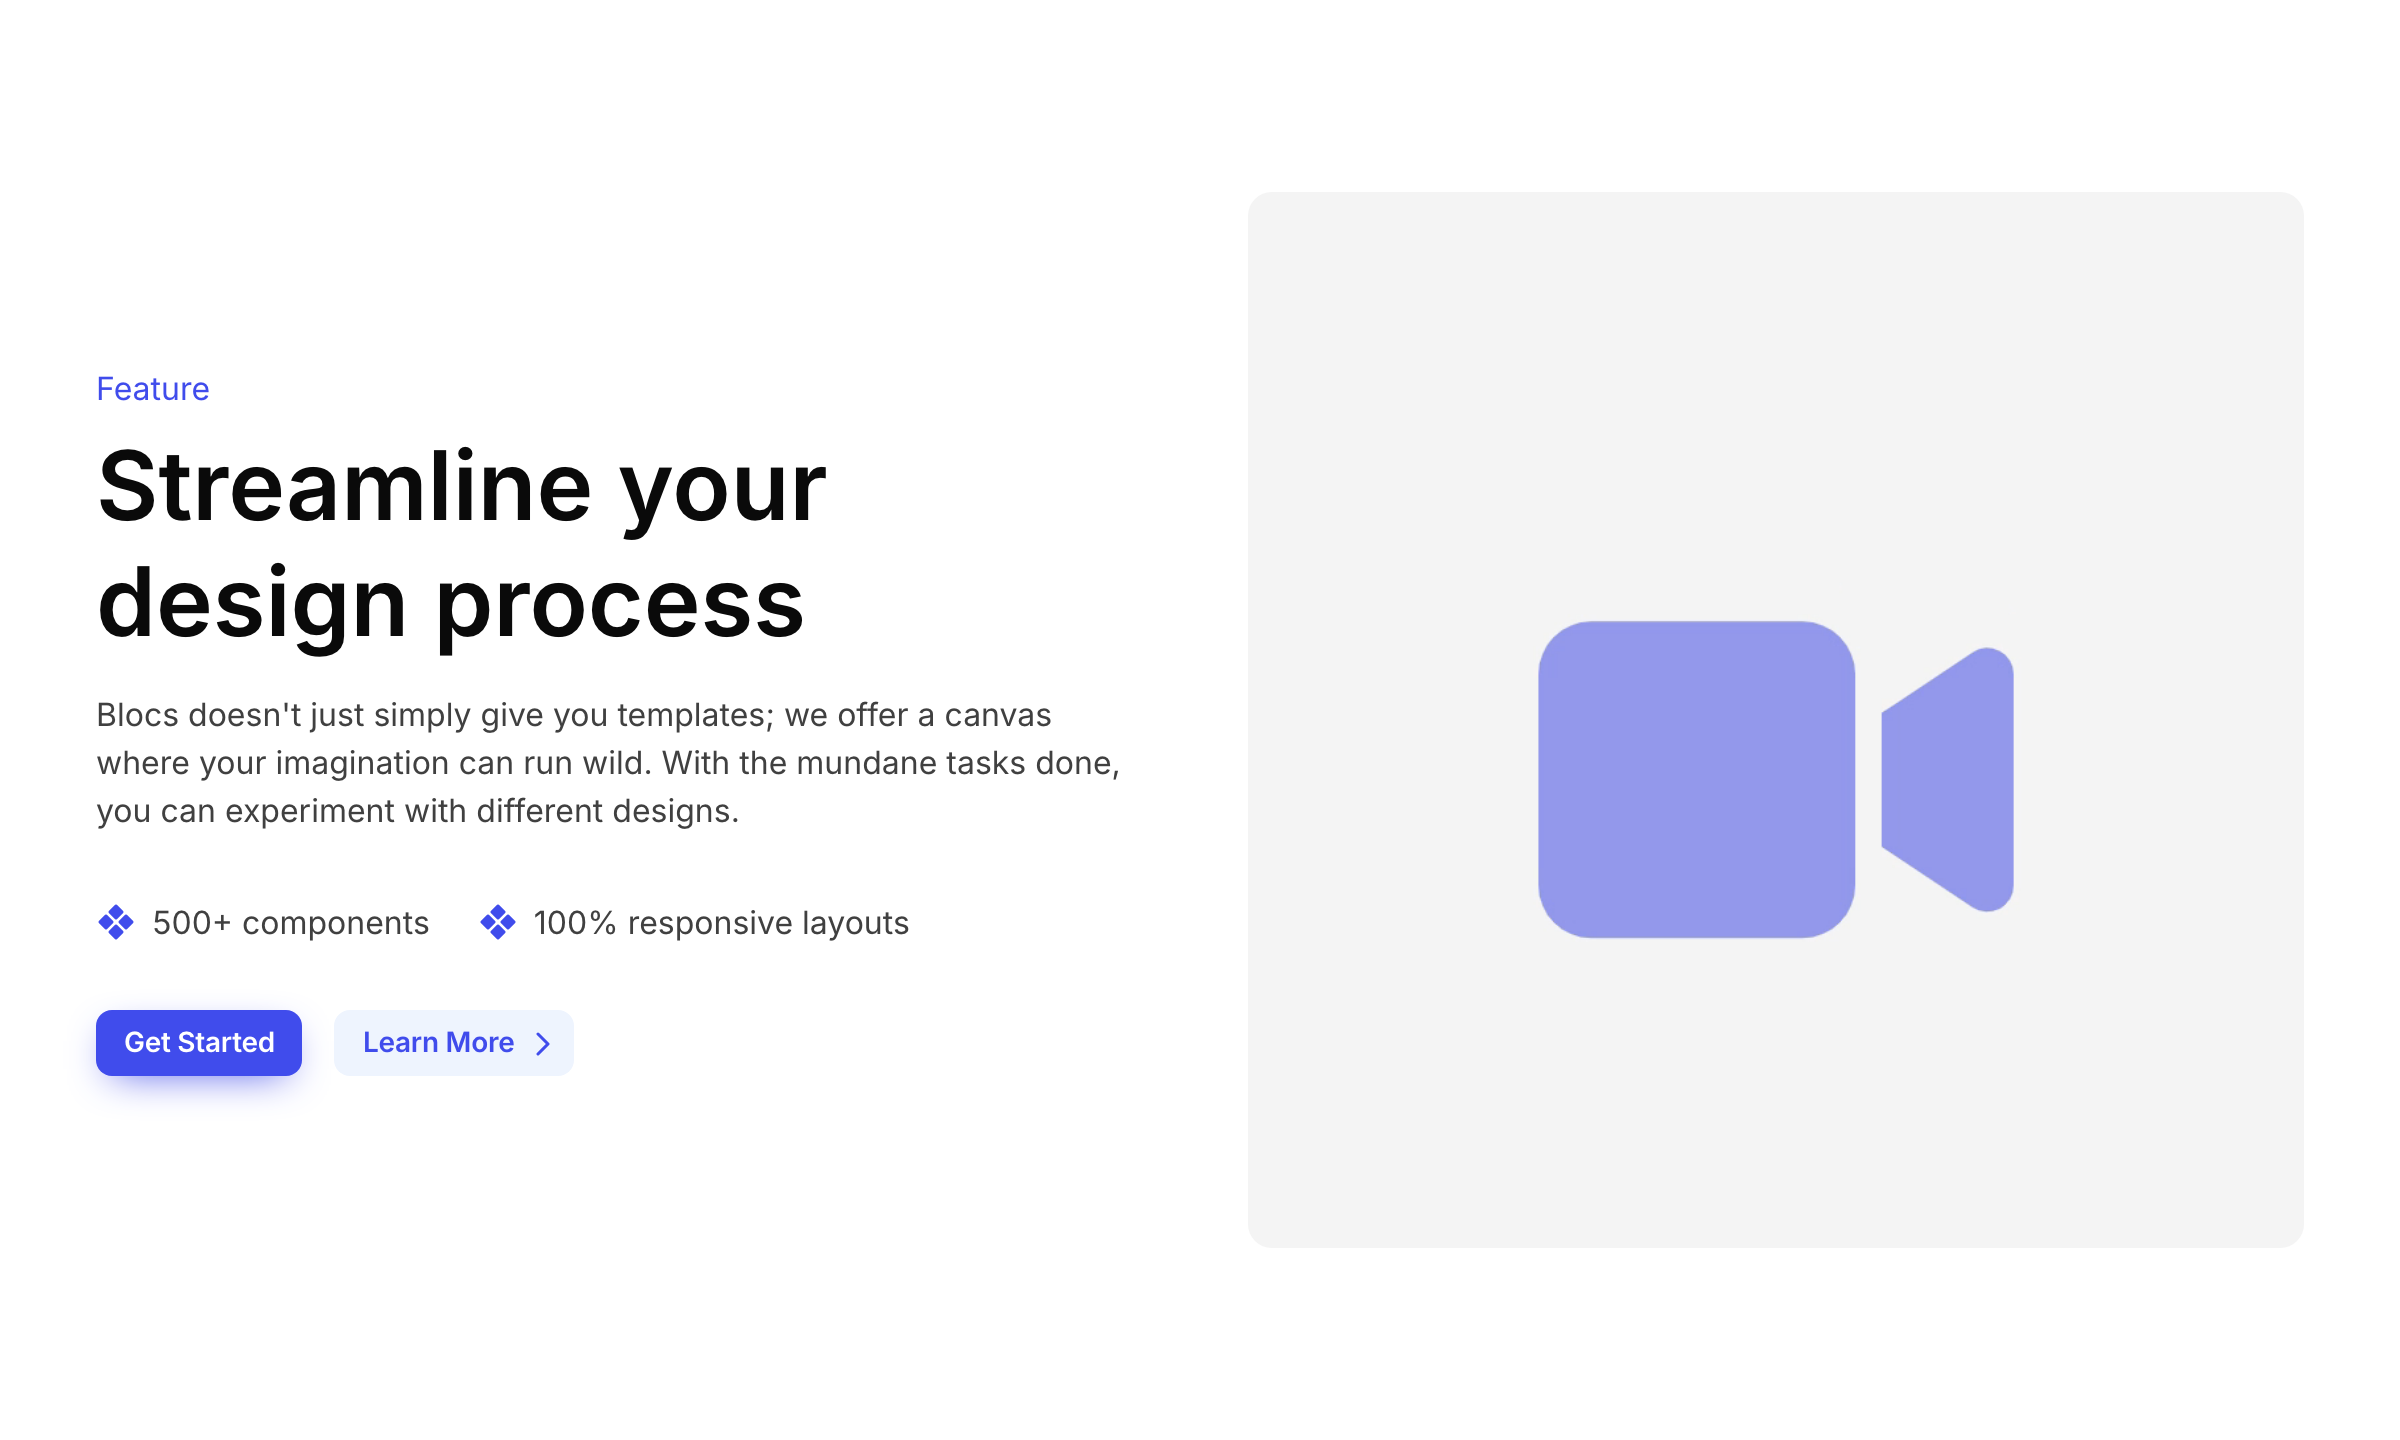 Feature
Streamline your
design process
Blocs doesn't just simply give you templates; we offer a canvas
where your imagination can run wild. With the mundane tasks done,
you can experiment with different designs.
500+ components
100% responsive layouts
Get Started
Learn More